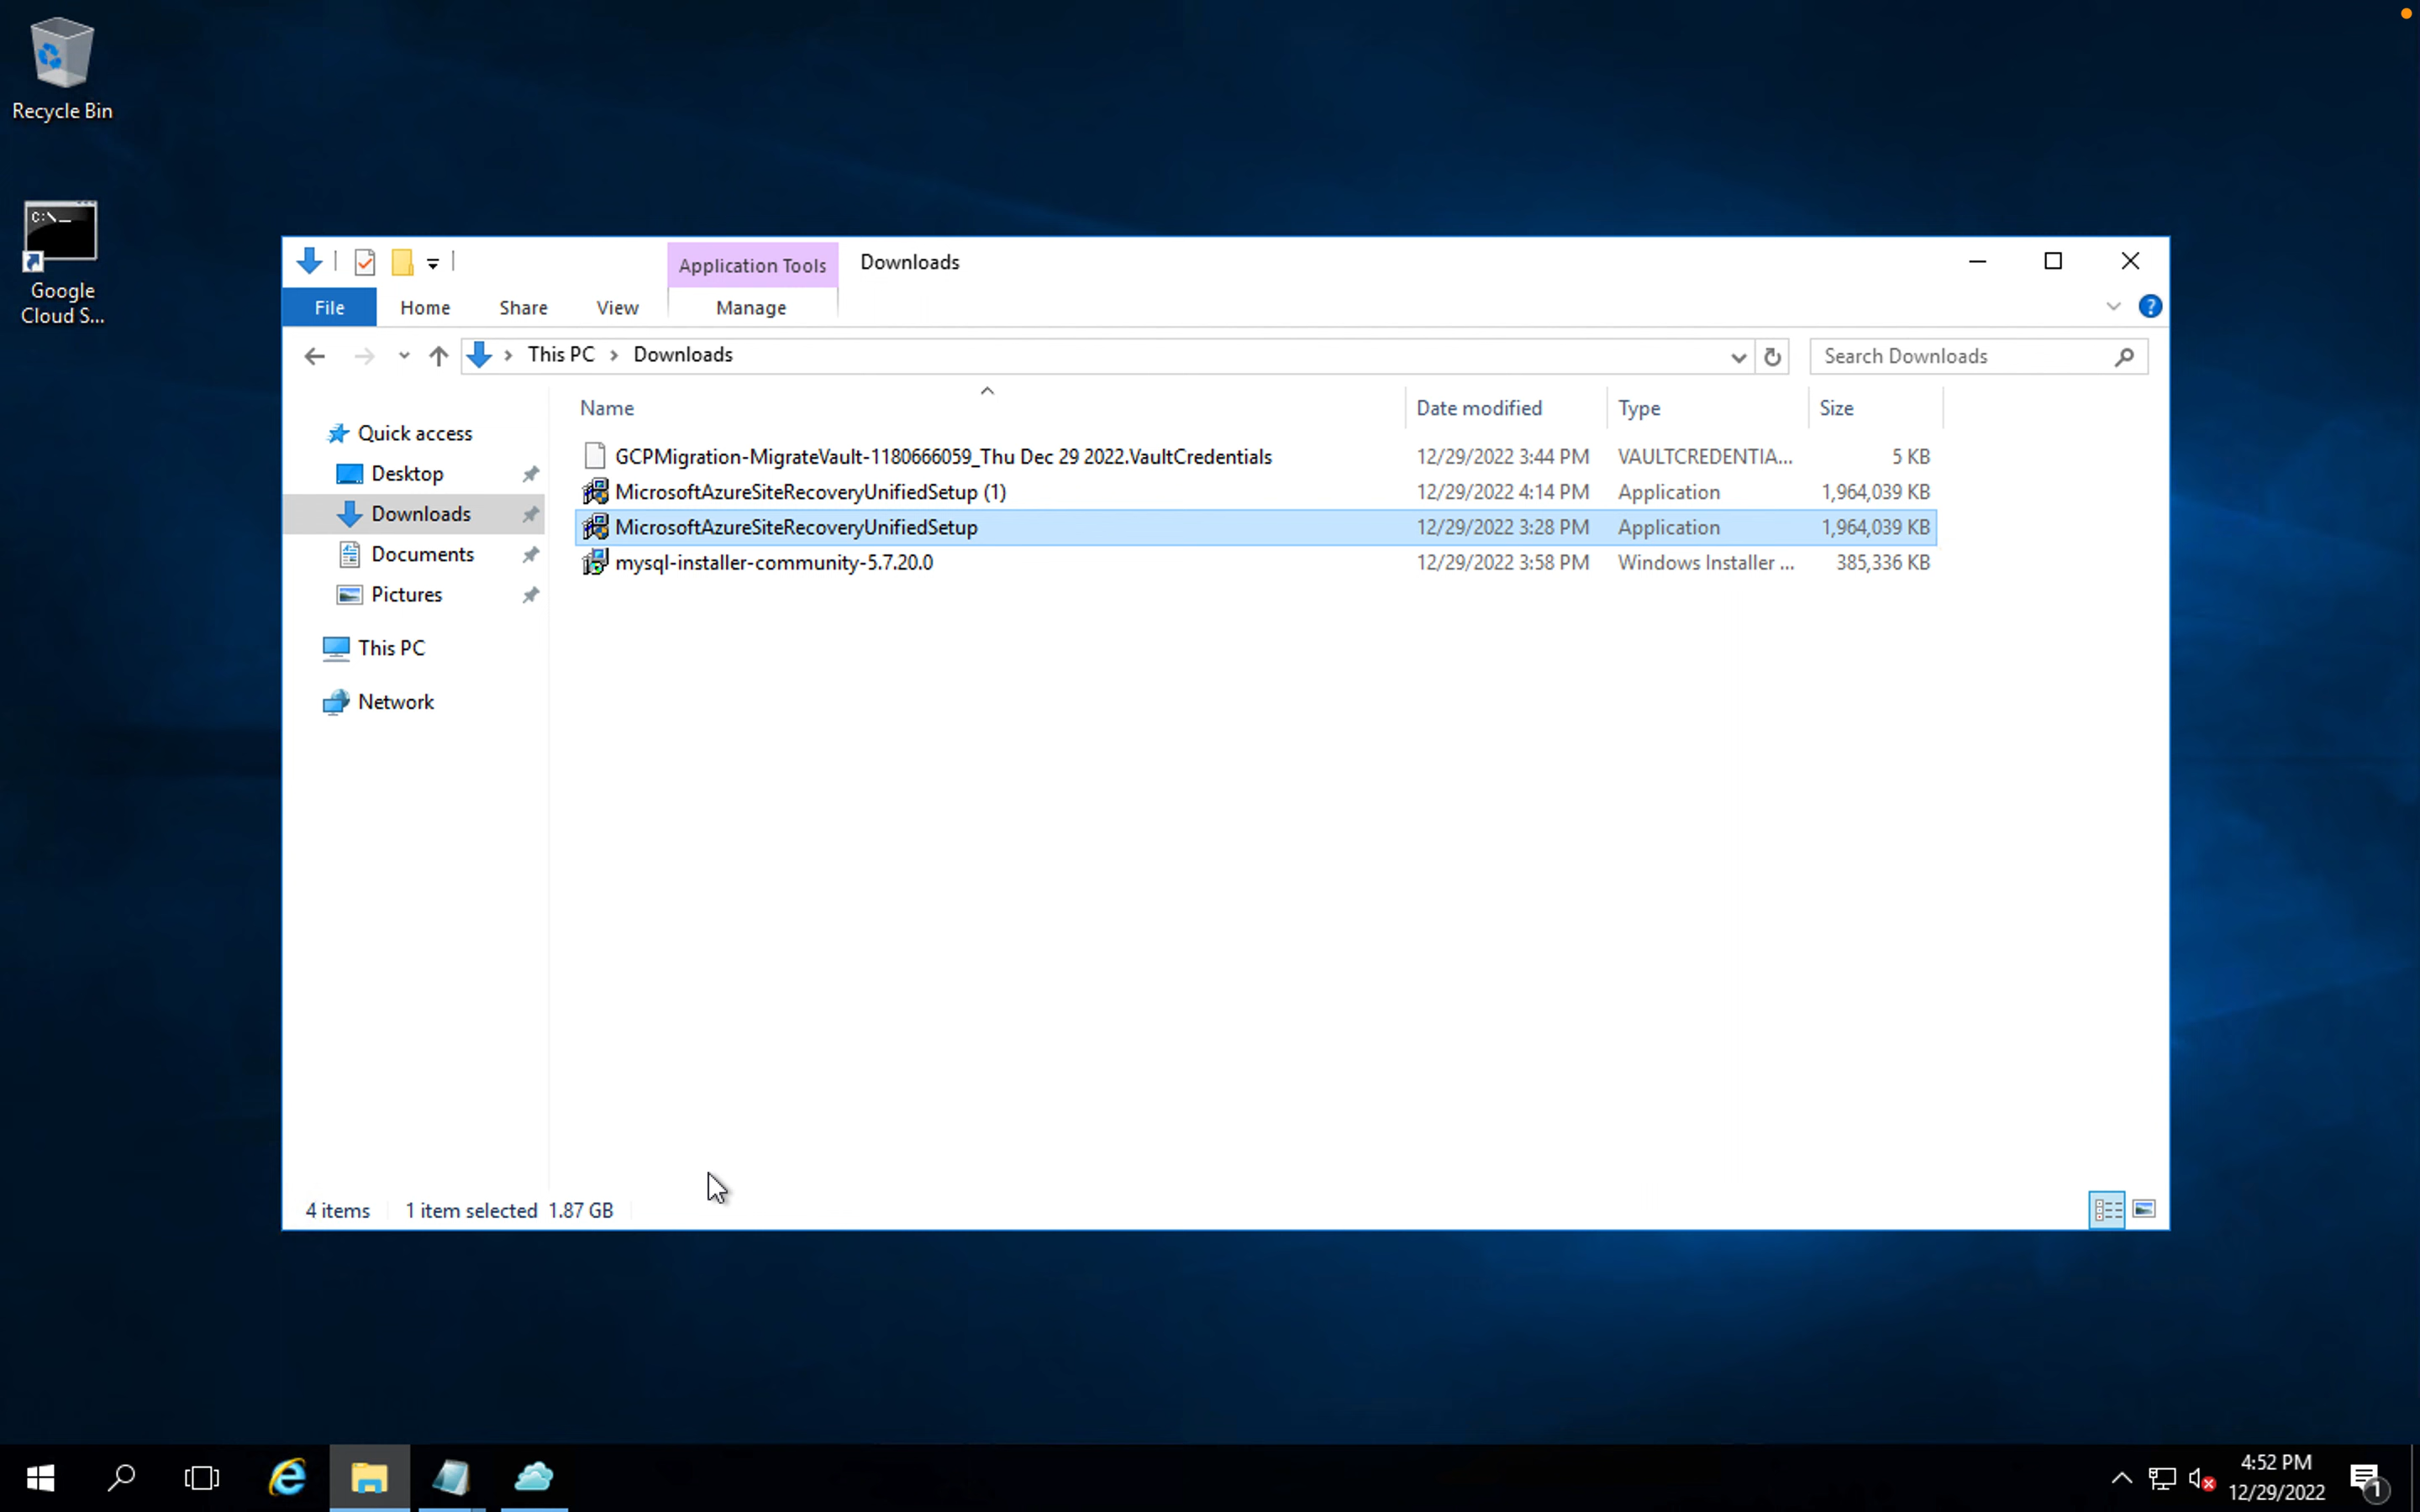 Recycle Bin
C:\_
Google
Cloud S...
Application Tools
Downloads
File Home Share View Manage
?
This PC Downloads
Search Downloads
Name Date modified Type Size
Quick access
Desktop
Downloads
Documents
Pictures
This PC
Network
GCPMigration-MigrateVault-1180666059_Thu Dec 29 2022.VaultCredentials 12/29/2022 3:44 PM VAULTCREDENTIA... 5 KB
MicrosoftAzureSiteRecoveryUnifiedSetup (1) 12/29/2022 4:14 PM Application 1,964,039 KB
MicrosoftAzureSiteRecoveryUnifiedSetup 12/29/2022 3:28 PM Application 1,964,039 KB
mysql-installer-community-5.7.20.0 12/29/2022 3:58 PM Windows Installer ... 385,336 KB
4 items 1 item selected 1.87 GB
4:52 PM
12/29/2022
1